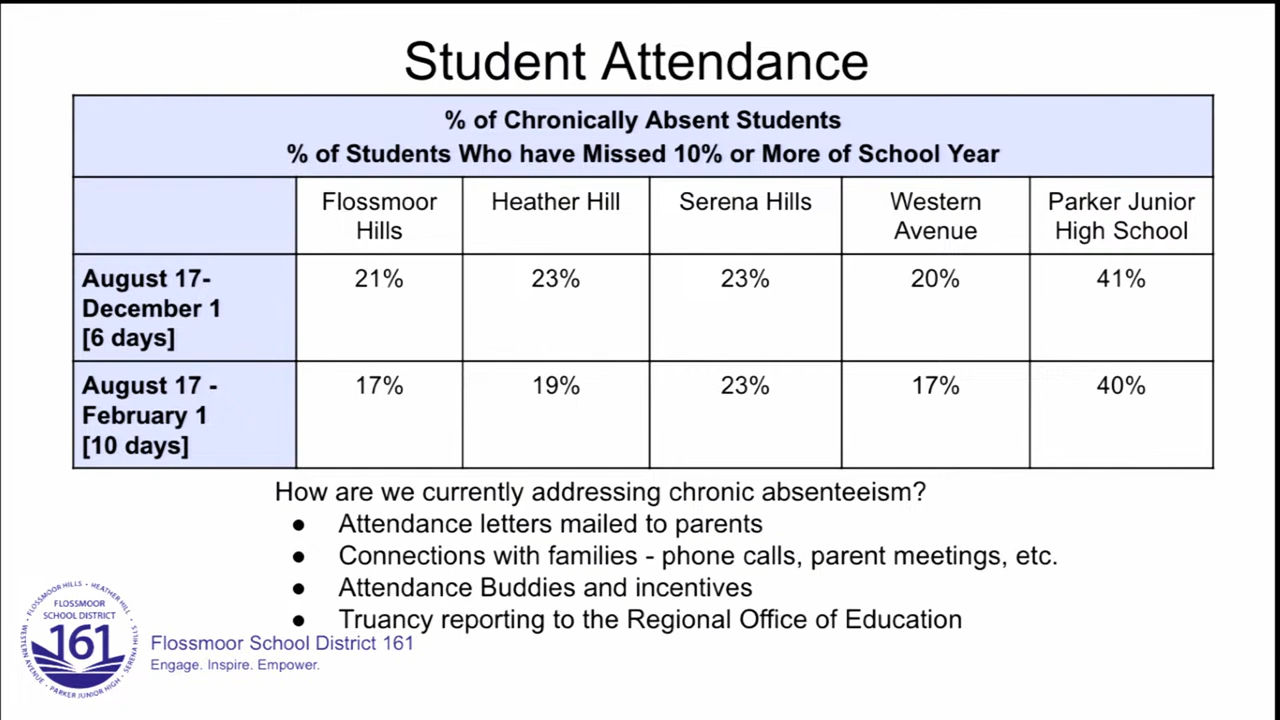 Student Attendance
% of Chronically Absent Students
% of Students Who have Missed 10% or More of School Year
Flossmoor Hills
Heather Hill
Serena Hills
Western Avenue
Parker Junior High School
August 17-
December 1
[6 days]
21%
23%
23%
20%
41%
August 17 -
February 1
[10 days]
17%
19%
23%
17%
40%
How are we currently addressing chronic absenteeism?
● Attendance letters mailed to parents
● Connections with families - phone calls, parent meetings, etc.
● Attendance Buddies and incentives
● Truancy reporting to the Regional Office of Education
FLOSSMOOR HILLS • HEATHER HILL • SERENA HILLS • PARKER JUNIOR HIGH • WESTERN AVENUE •
FLOSSMOOR
SCHOOL DISTRICT
161
Flossmoor School District 161
Engage. Inspire. Empower.